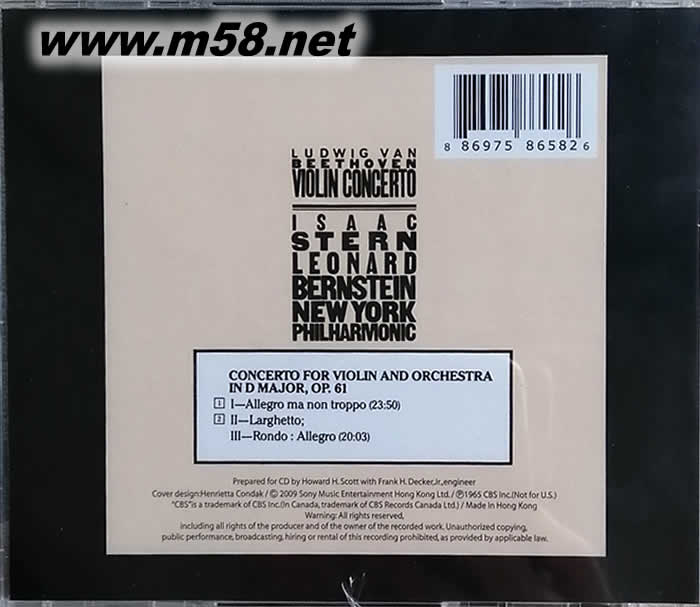 www.m58.net
8 86975 86582 6
LUDWIG VAN
BEETHOVEN
VIOLIN CONCERTO
ISAAC
STERN
LEONARD
BERNSTEIN
NEW YORK
PHILHARMONIC
CONCERTO FOR VIOLIN AND ORCHESTRA
IN D MAJOR, OP. 61
1 I—Allegro ma non troppo (23:50)
2 II—Larghetto;
III—Rondo : Allegro (20:03)
Prepared for CD by Howard H. Scott with Frank H. Decker,Jr.,engineer
Cover design:Henrietta Condak / © 2009 Sony Music Entertainment Hong Kong Ltd. / ℗1965 CBS Inc.(Not for U.S.)
"CBS"is a trademark of CBS Inc.(In Canada, trademark of CBS Records Canada Ltd.) / Made In Hong Kong
Warning: All rights reserved,
including all rights of the producer and of the owner of the recorded work. Unauthorized copying,
public performance, broadcasting, hiring or rental of this recording prohibited, as provided by applicable law.